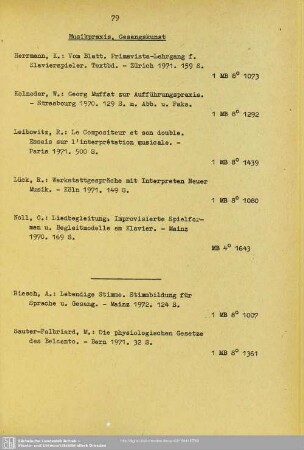 79
Musikpraxis, Gesangskunst
Herrmann, K.: Vom Blatt. Primavista-Lehrgang f.
Klavierspieler. Textbd. - Zürich 1971. 159 S.
1 MB 8° 1073
Kolneder, W.: Georg Muffat zur Aufführungspraxis.
- Strasbourg 1970. 129 S. m. Abb. u. Faks.
1 MB 8° 1292
Leibowitz, R.: Le Compositeur et son double.
Essais sur l'interprétation musicale. -
Paris 1971. 500 S.
1 MB 8° 1439
Lück, R.: Werkstattgespräche mit Interpreten Neuer
Musik. - Köln 1971. 149 S.
1 MB 8° 1080
Noll, G.: Liedbegleitung. Improvisierte Spielfor-
men u. Begleitmodelle am Klavier. - Mainz
1970. 169 S.
MB 4° 1643
Riesch, A.: Lebendige Stimme. Stimmbildung für
Sprache u. Gesang. - Mainz 1972. 124 S.
1 MB 8° 1007
Sauter-Falbriard, M.: Die physiologischen Gesetze
des Belcanto. - Bern 1971. 32 S.
1 MB 8° 1361